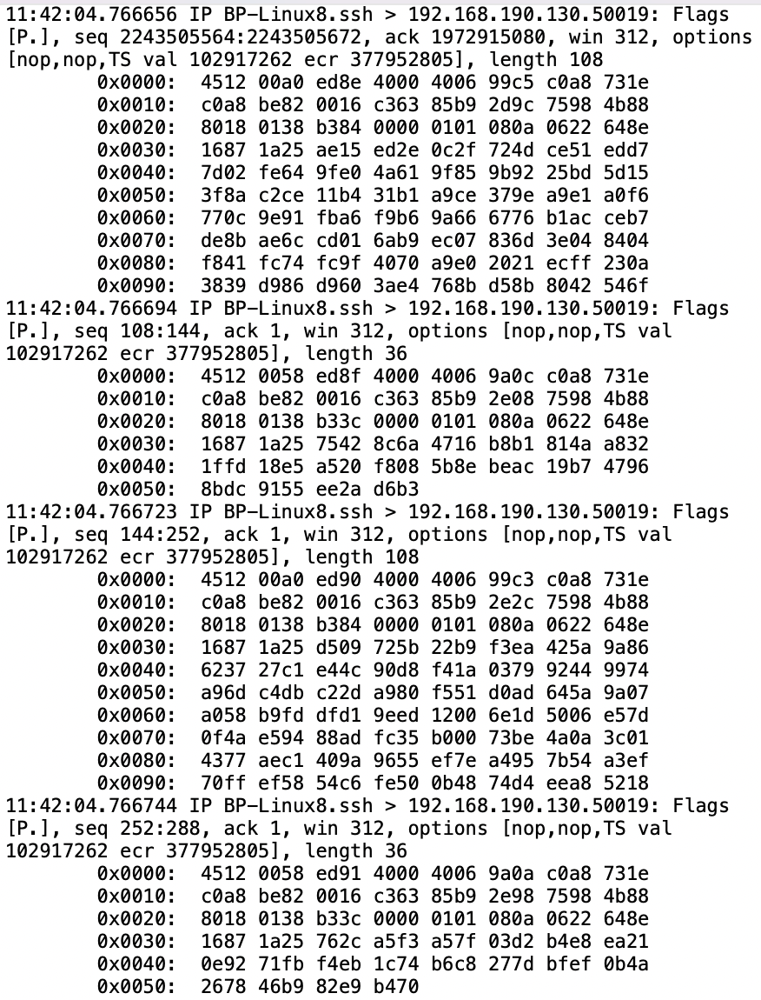 11:42:04.766656 IP BP-Linux8.ssh > 192.168.190.130.50019: Flags
[P.], seq 2243505564:2243505672, ack 1972915080, win 312, options
[nop,nop,TS val 102917262 ecr 377952805], length 108
0x0000: 4512 00a0 ed8e 4000 4006 99c5 c0a8 731e
0x0010: c0a8 be82 0016 c363 85b9 2d9c 7598 4b88
0x0020: 8018 0138 b384 0000 0101 080a 0622 648e
0x0030: 1687 1a25 ae15 ed2e 0c2f 724d ce51 edd7
0x0040: 7d02 fe64 9fe0 4a61 9f85 9b92 25bd 5d15
0x0050: 3f8a c2ce 11b4 31b1 a9ce 379e a9e1 a0f6
0x0060: 770c 9e91 fba6 f9b6 9a66 6776 b1ac ceb7
0x0070: de8b ae6c cd01 6ab9 ec07 836d 3e04 8404
0x0080: f841 fc74 fc9f 4070 a9e0 2021 ecff 230a
0x0090: 3839 d986 d960 3ae4 768b d58b 8042 546f
11:42:04.766694 IP BP-Linux8.ssh > 192.168.190.130.50019: Flags
[P.], seq 108:144, ack 1, win 312, options [nop,nop,TS val
102917262 ecr 377952805], length 36
0x0000: 4512 0058 ed8f 4000 4006 9a0c c0a8 731e
0x0010: c0a8 be82 0016 c363 85b9 2e08 7598 4b88
0x0020: 8018 0138 b33c 0000 0101 080a 0622 648e
0x0030: 1687 1a25 7542 8c6a 4716 b8b1 814a a832
0x0040: 1ffd 18e5 a520 f808 5b8e beac 19b7 4796
0x0050: 8bdc 9155 ee2a d6b3
11:42:04.766723 IP BP-Linux8.ssh > 192.168.190.130.50019: Flags
[P.], seq 144:252, ack 1, win 312, options [nop,nop,TS val
102917262 ecr 377952805], length 108
0x0000: 4512 00a0 ed90 4000 4006 99c3 c0a8 731e
0x0010: c0a8 be82 0016 c363 85b9 2e2c 7598 4b88
0x0020: 8018 0138 b384 0000 0101 080a 0622 648e
0x0030: 1687 1a25 d509 725b 22b9 f3ea 425a 9a86
0x0040: 6237 27c1 e44c 90d8 f41a 0379 9244 9974
0x0050: a96d c4db c22d a980 f551 d0ad 645a 9a07
0x0060: a058 b9fd dfd1 9eed 1200 6e1d 5006 e57d
0x0070: 0f4a e594 88ad fc35 b000 73be 4a0a 3c01
0x0080: 4377 aec1 409a 9655 ef7e a495 7b54 a3ef
0x0090: 70ff ef58 54c6 fe50 0b48 74d4 eea8 5218
11:42:04.766744 IP BP-Linux8.ssh > 192.168.190.130.50019: Flags
[P.], seq 252:288, ack 1, win 312, options [nop,nop,TS val
102917262 ecr 377952805], length 36
0x0000: 4512 0058 ed91 4000 4006 9a0a c0a8 731e
0x0010: c0a8 be82 0016 c363 85b9 2e98 7598 4b88
0x0020: 8018 0138 b33c 0000 0101 080a 0622 648e
0x0030: 1687 1a25 762c a5f3 a57f 03d2 b4e8 ea21
0x0040: 0e92 71fb f4eb 1c74 b6c8 277d bfef 0b4a
0x0050: 2678 46b9 82e9 b470